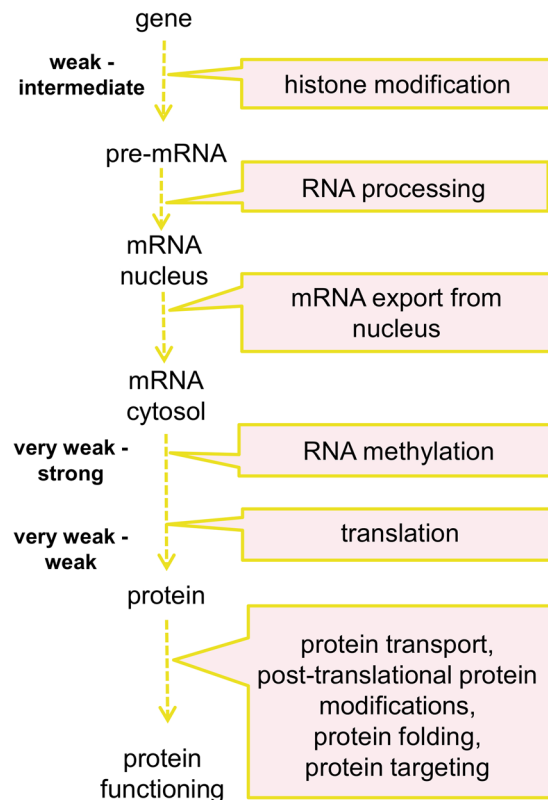 gene
weak -
intermediate
histone modification
pre-mRNA
RNA processing
mRNA
nucleus
mRNA export from
nucleus
mRNA
cytosol
very weak -
strong
RNA methylation
very weak -
weak
translation
protein
protein transport,
post-translational protein
modifications,
protein folding,
protein targeting
protein
functioning